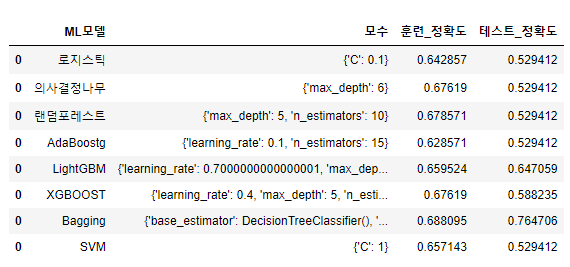 ML모델 모수 훈련_정확도 테스트_정확도
0 로지스틱 {'C': 0.1} 0.642857 0.529412
0 의사결정나무 {'max_depth': 6} 0.67619 0.529412
0 랜덤포레스트 {'max_depth': 5, 'n_estimators': 10} 0.678571 0.529412
0 AdaBoostg {'learning_rate': 0.1, 'n_estimators': 15} 0.628571 0.529412
0 LightGBM {'learning_rate': 0.7000000000000001, 'max_dep... 0.659524 0.647059
0 XGBOOST {'learning_rate': 0.4, 'max_depth': 5, 'n_esti... 0.67619 0.588235
0 Bagging {'base_estimator': DecisionTreeClassifier(), '... 0.688095 0.764706
0 SVM {'C': 1} 0.657143 0.529412